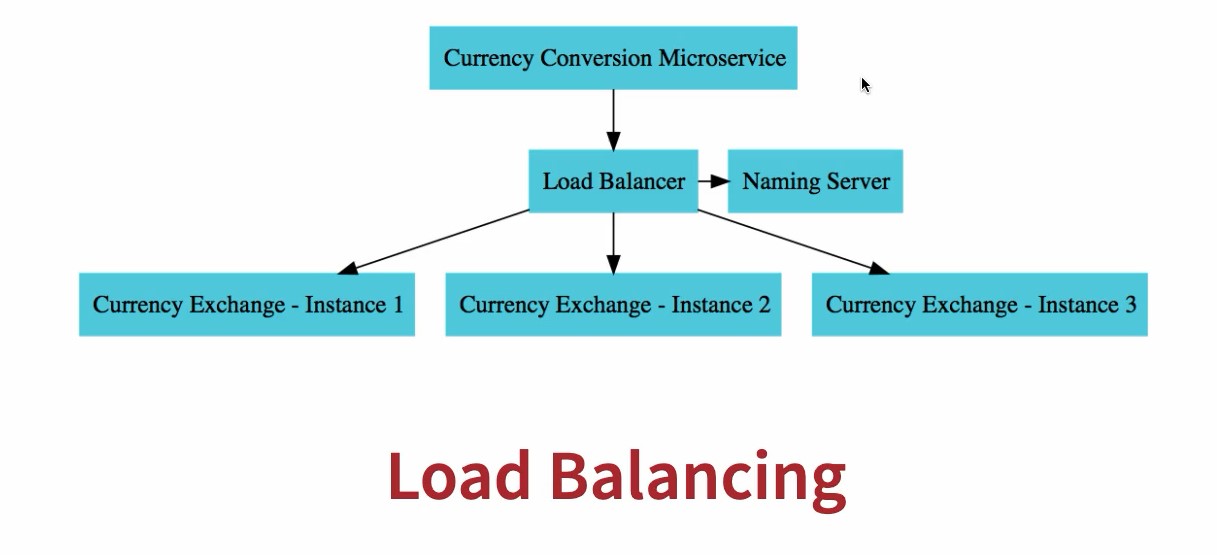 Currency Conversion Microservice
Load Balancer
Naming Server
Currency Exchange - Instance 1
Currency Exchange - Instance 2
Currency Exchange - Instance 3
Load Balancing